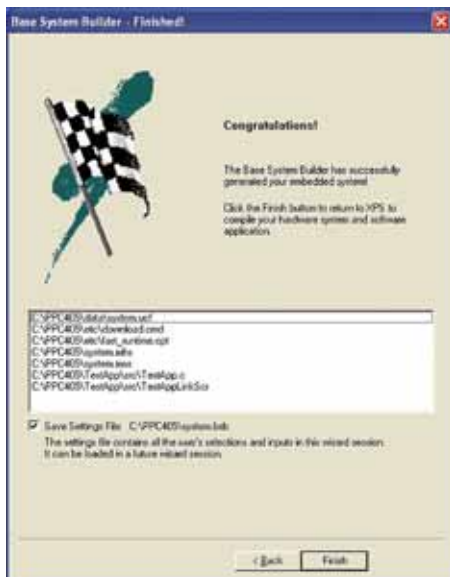 Base System Builder - Finished!
Congratulations!
The Base System Builder has successfully
generated your embedded system!
Click the Finish button to return to XPS to
compile your hardware system and software
application.
C:\PPC405\data\system.ucf
C:\PPC405\etc\download.cmd
C:\PPC405\etc\fast_runtime.opt
C:\PPC405\system.mhs
C:\PPC405\system.mss
C:\PPC405\TestApp\src\TestApp.c
C:\PPC405\TestApp\src\TestAppLinkScr
Save Settings File C:\PPC405\system.bsb
The settings file contains all the user's selections and inputs in this wizard session.
It can be loaded in a future wizard session.
< Back
Finish